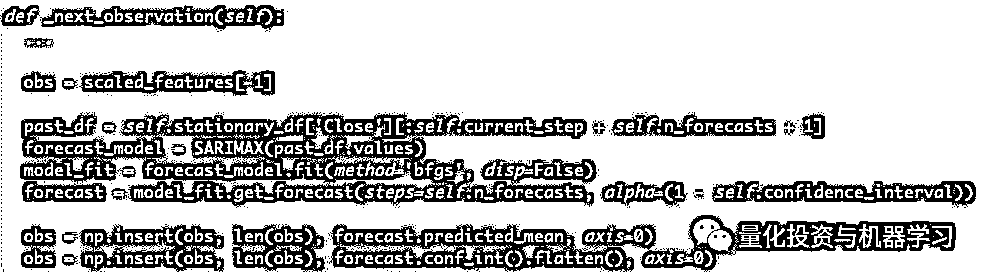 def _next_observation(self):
...
obs = scaled_features[-1]
past_df = self.stationary_df['Close'][:self.current_step + self.n_forecasts + 1]
forecast_model = SARIMAX(past_df.values)
model_fit = forecast_model.fit(method='bfgs', disp=False)
forecast = model_fit.get_forecast(steps=self.n_forecasts, alpha=(1 - self.confidence_interval))
obs = np.insert(obs, len(obs), forecast.predicted_mean, axis=0)
obs = np.insert(obs, len(obs), forecast.conf_int().flatten(), axis=0)
量化投资与机器学习